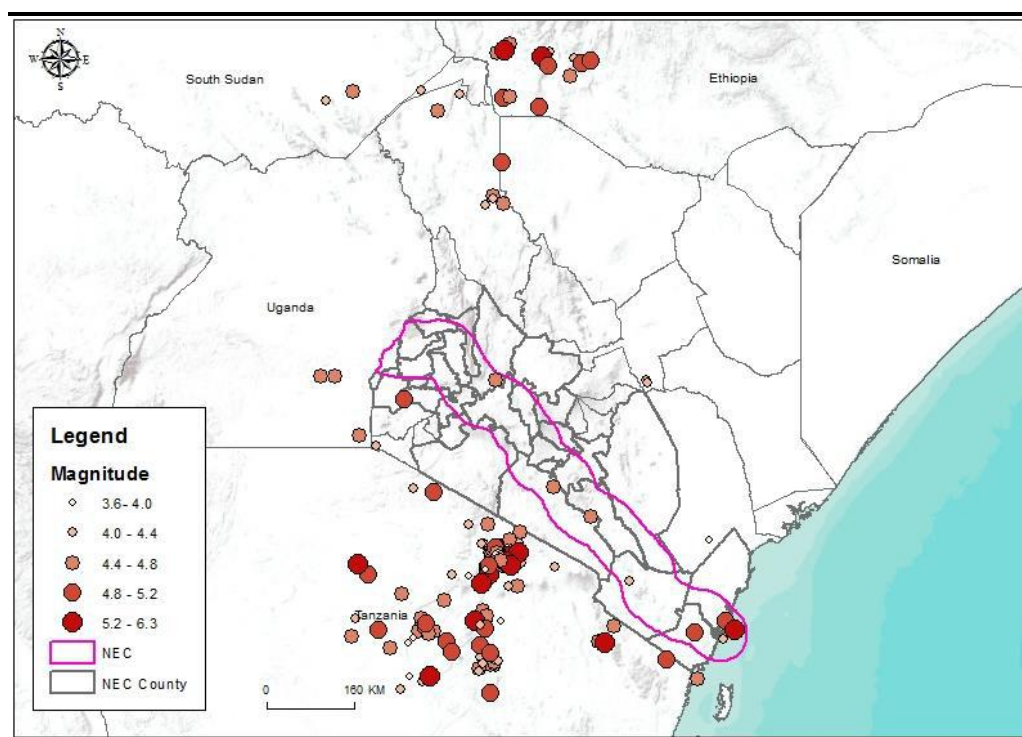 N
W E
S
South Sudan
Ethiopia
Somalia
Uganda
Legend
Magnitude
3.6- 4.0
4.0 - 4.4
4.4 - 4.8
4.8 - 5.2
5.2 - 6.3
NEC
NEC County
Tanzania
0 160 KM